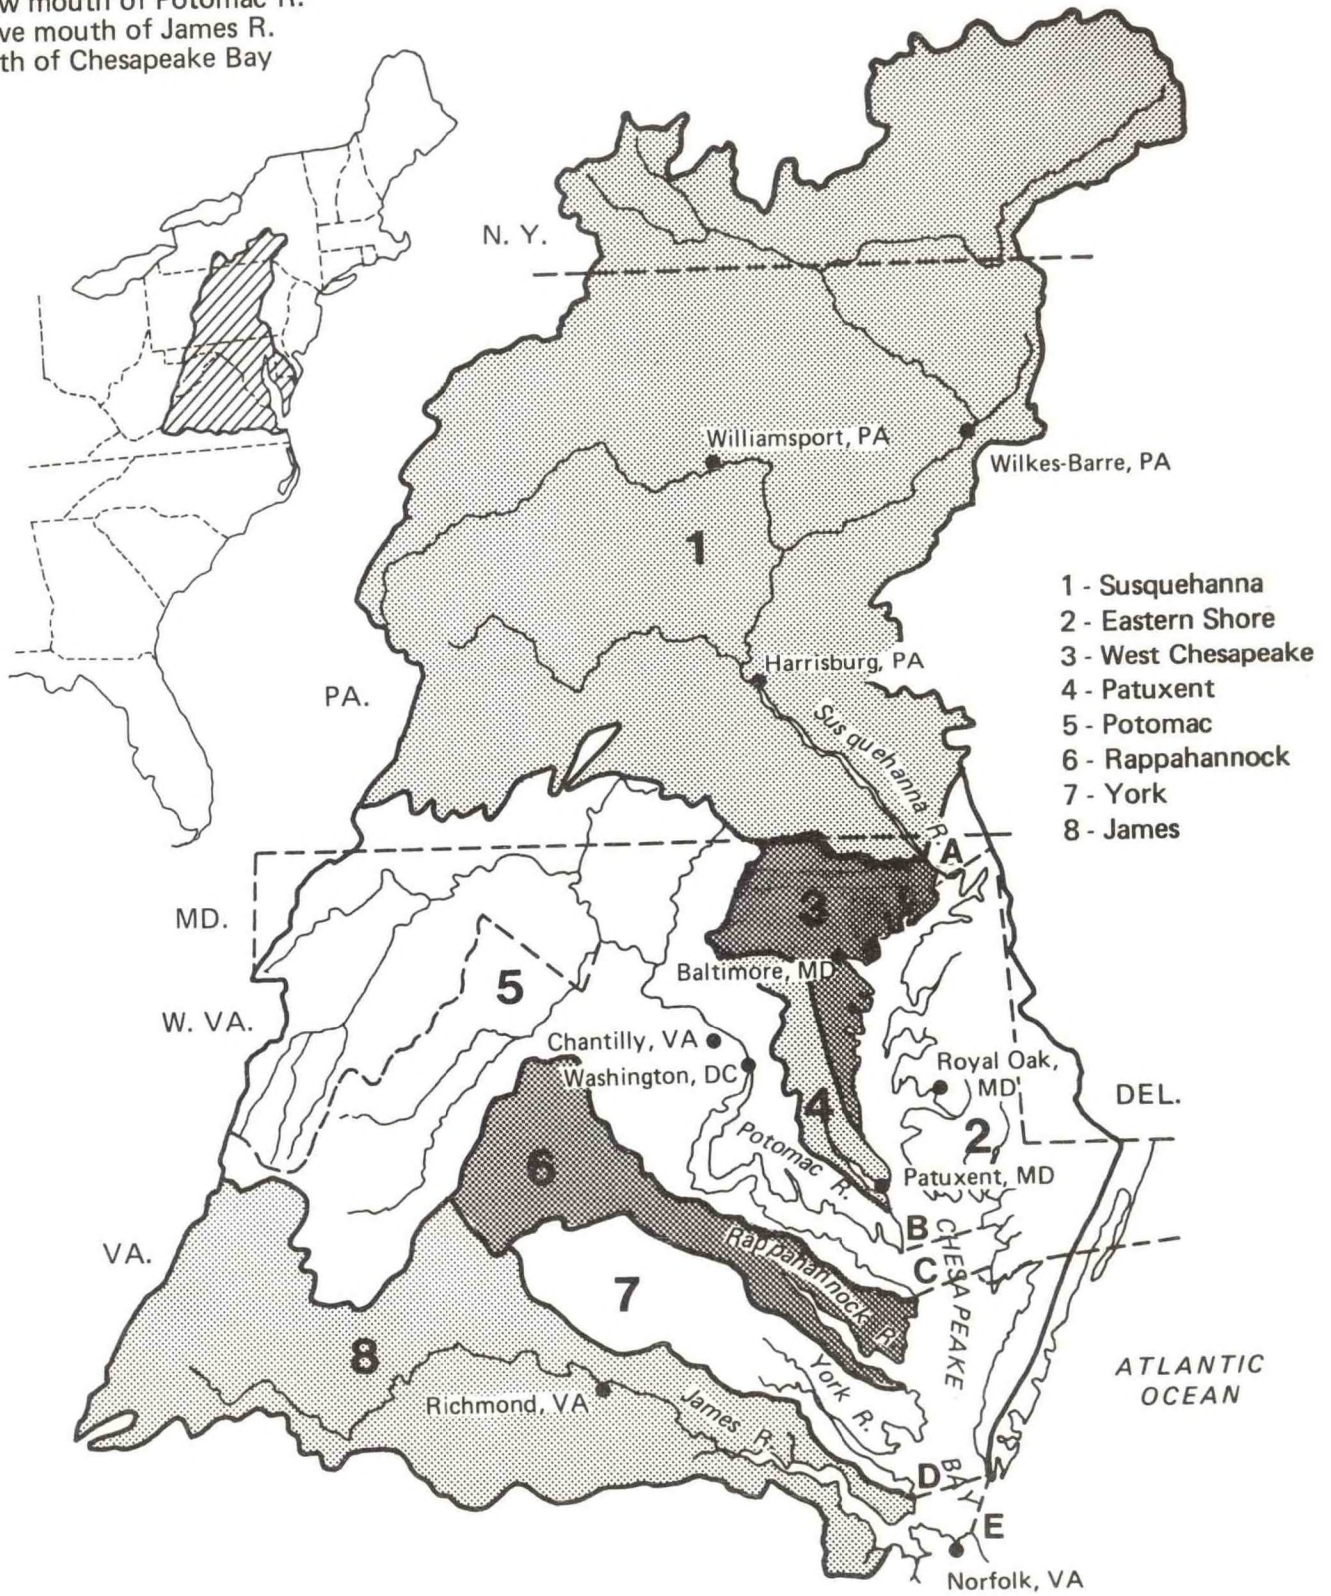 mouth of Potomac R.
mouth of James R.
of Chesapeake Bay
N. Y.
Williamsport, PA
Wilkes-Barre, PA
1
1 - Susquehanna
2 - Eastern Shore
3 - West Chesapeake
4 - Patuxent
5 - Potomac
6 - Rappahannock
7 - York
8 - James
Harrisburg, PA
PA.
Susquehanna R.
A
MD.
3
Baltimore, MD
5
W. VA.
Chantilly, VA
Washington, DC
Royal Oak,
MD
DEL.
4
2
Potomac R.
6
Patuxent, MD
B
CHESAPEAKE
BAY
VA.
Rappahannock R.
C
7
8
ATLANTIC
OCEAN
York R.
Richmond, VA
James R.
D
E
Norfolk, VA